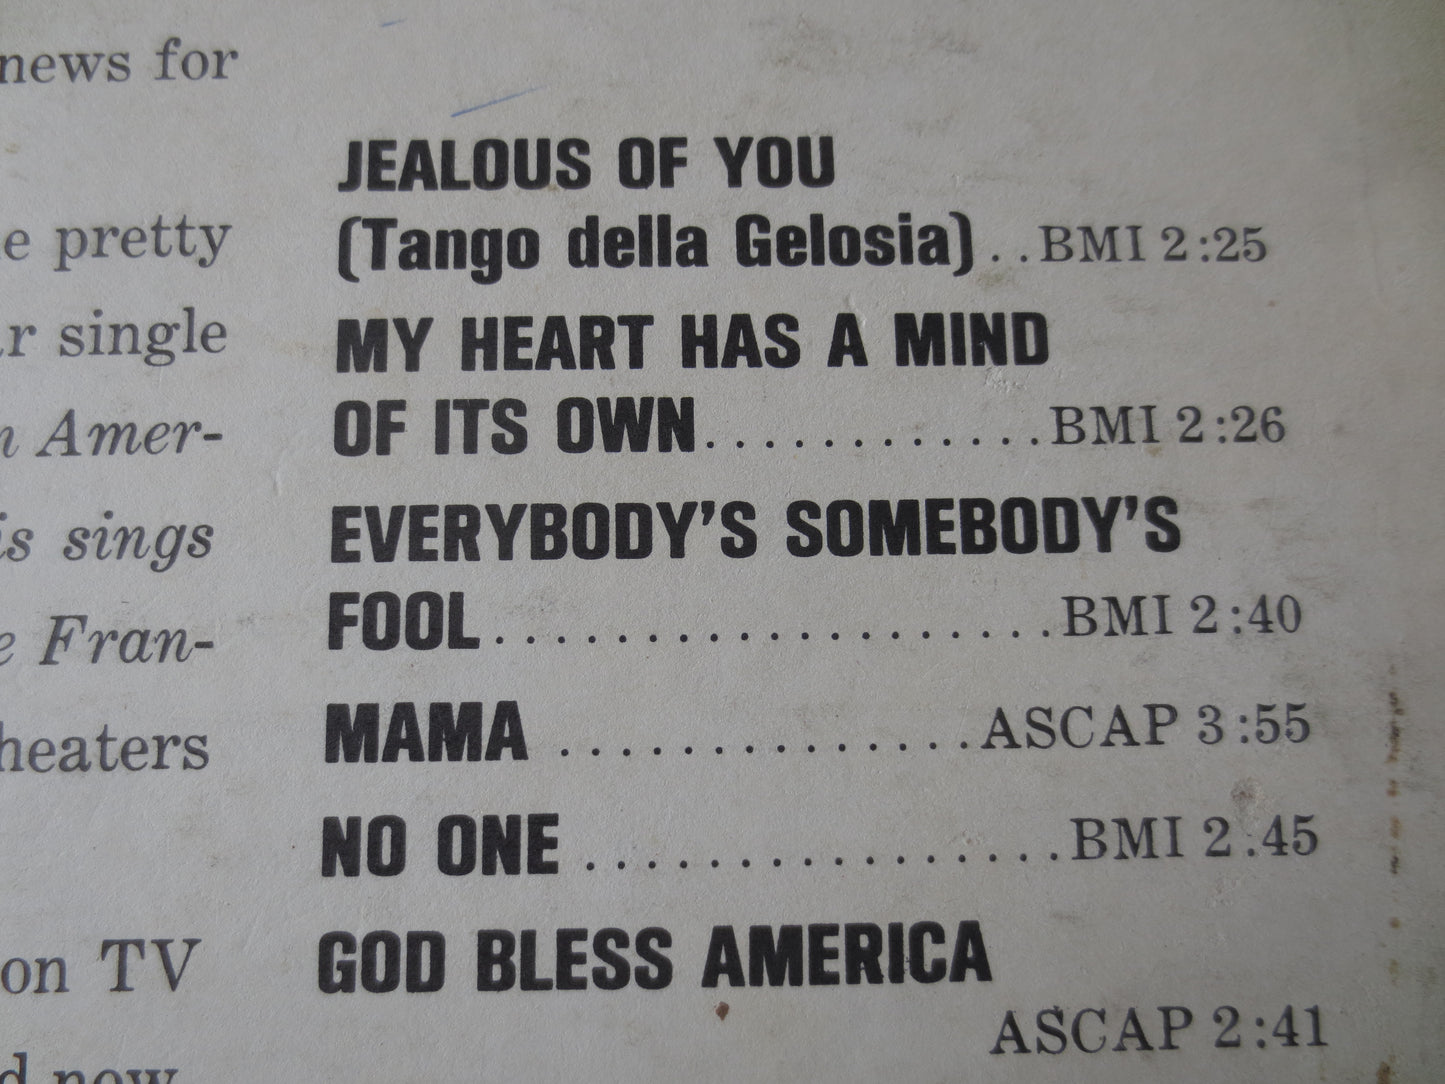 news for
pretty
single
Amer-
sings
Fran-
on TV
now
JEALOUS OF YOU
(Tango della Gelosia)..BMI 2:25
MY HEART HAS A MIND
OF ITS OWN..............BMI 2:26
EVERYBODY'S SOMEBODY'S
FOOL......................BMI 2:40
MAMA ................ASCAP 3:55
NO ONE ..................BMI 2:45
GOD BLESS AMERICA
ASCAP 2:41